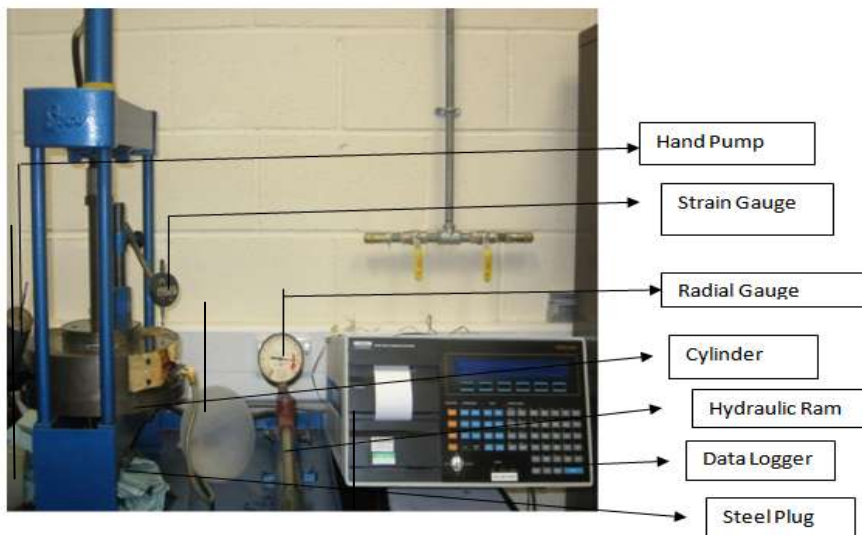 Hand Pump
Strain Gauge
Radial Gauge
Cylinder
Hydraulic Ram
Data Logger
Steel Plug